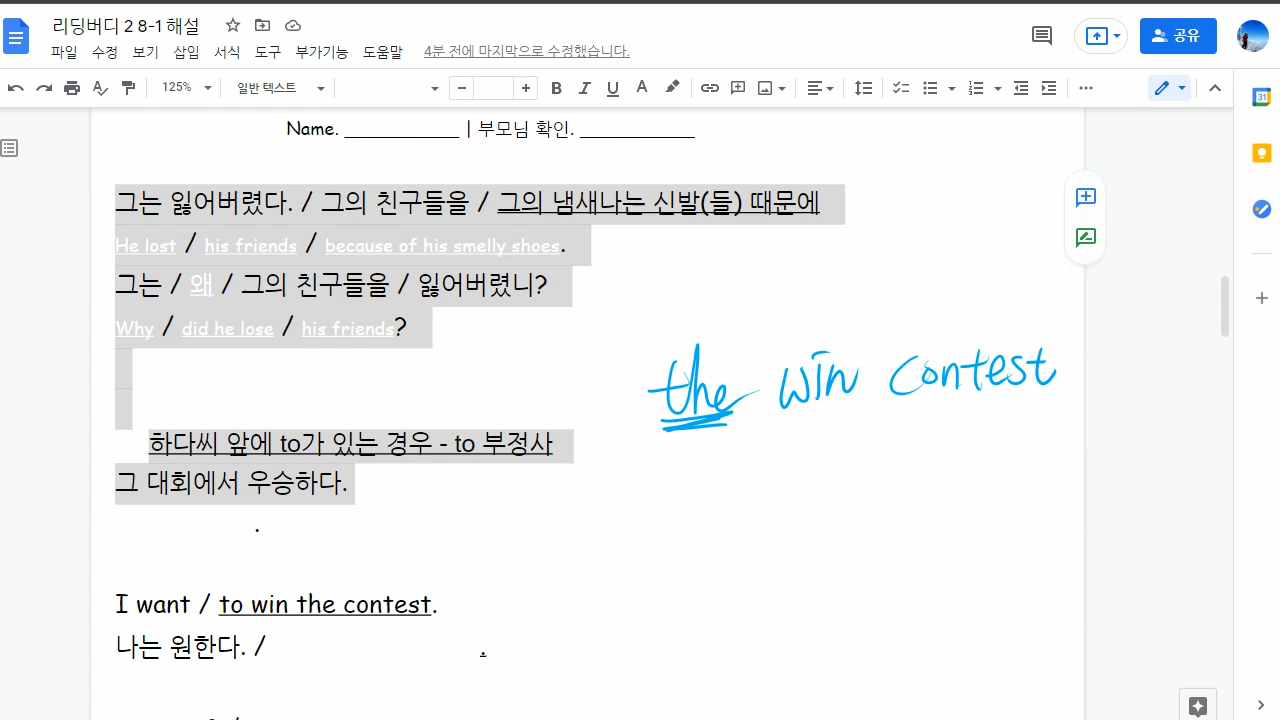 리딩버디 2 8-1 해설
파일 수정 보기 삽입 서식 도구 부가기능 도움말 4분 전에 마지막으로 수정했습니다.
공유
125% 일반 텍스트
Name. ___________ | 부모님 확인. ___________
그는 잃어버렸다. / 그의 친구들을 / 그의 냄새나는 신발(들) 때문에
He lost / his friends / because of his smelly shoes.
그는 / 왜 / 그의 친구들을 / 잃어버렸니?
Why / did he lose / his friends?
the win contest
하다씨 앞에 to가 있는 경우 - to 부정사
그 대회에서 우승하다.
.
I want / to win the contest.
나는 원한다. / .